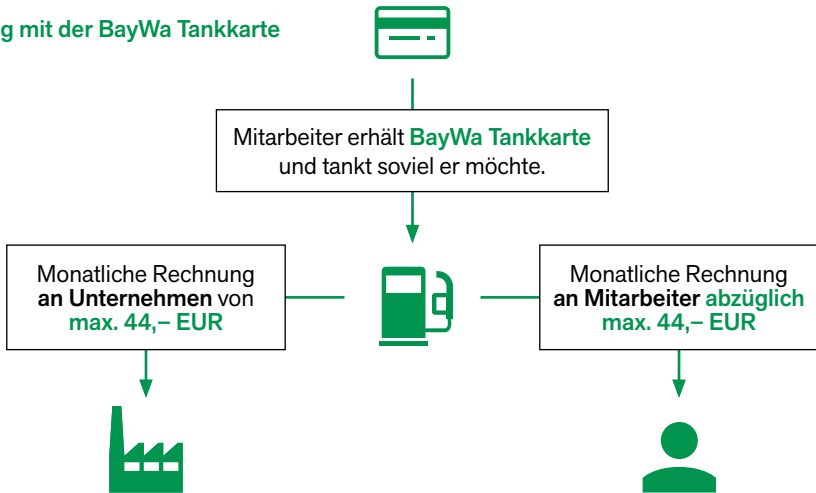 g mit der BayWa Tankkarte
Mitarbeiter erhält BayWa Tankkarte
und tankt soviel er möchte.
Monatliche Rechnung
an Unternehmen von
max. 44,– EUR
Monatliche Rechnung
an Mitarbeiter abzüglich
max. 44,– EUR